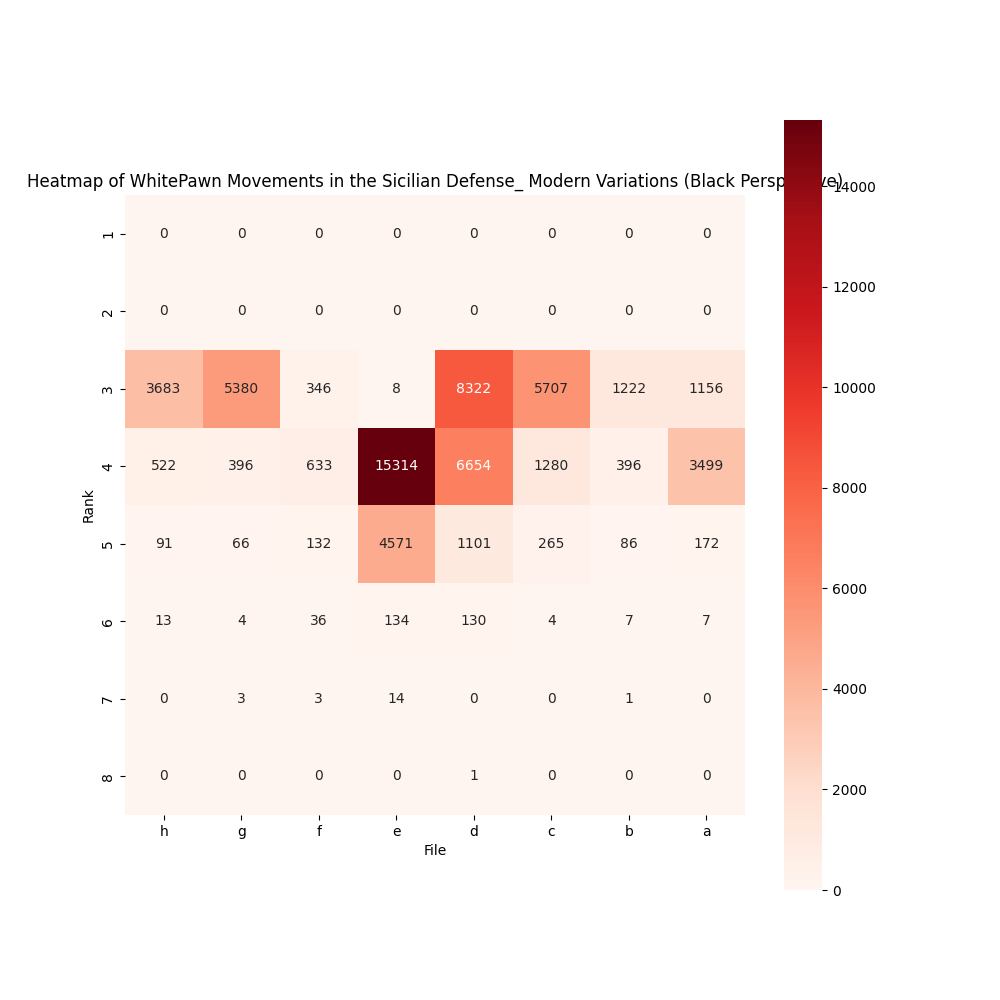 Heatmap of WhitePawn Movements in the Sicilian Defense_ Modern Variations (Black Perspective)
14000
1 0 0 0 0 0 0 0 0
12000
2 0 0 0 0 0 0 0 0
3 3683 5380 346 8 8322 5707 1222 1156
10000
4 522 396 633 15314 6654 1280 396 3499
8000
Rank
5 91 66 132 4571 1101 265 86 172
6000
6 13 4 36 134 130 4 7 7
4000
7 0 3 3 14 0 0 1 0
8 0 0 0 0 1 0 0 0
2000
h g f e d c b a
File
0